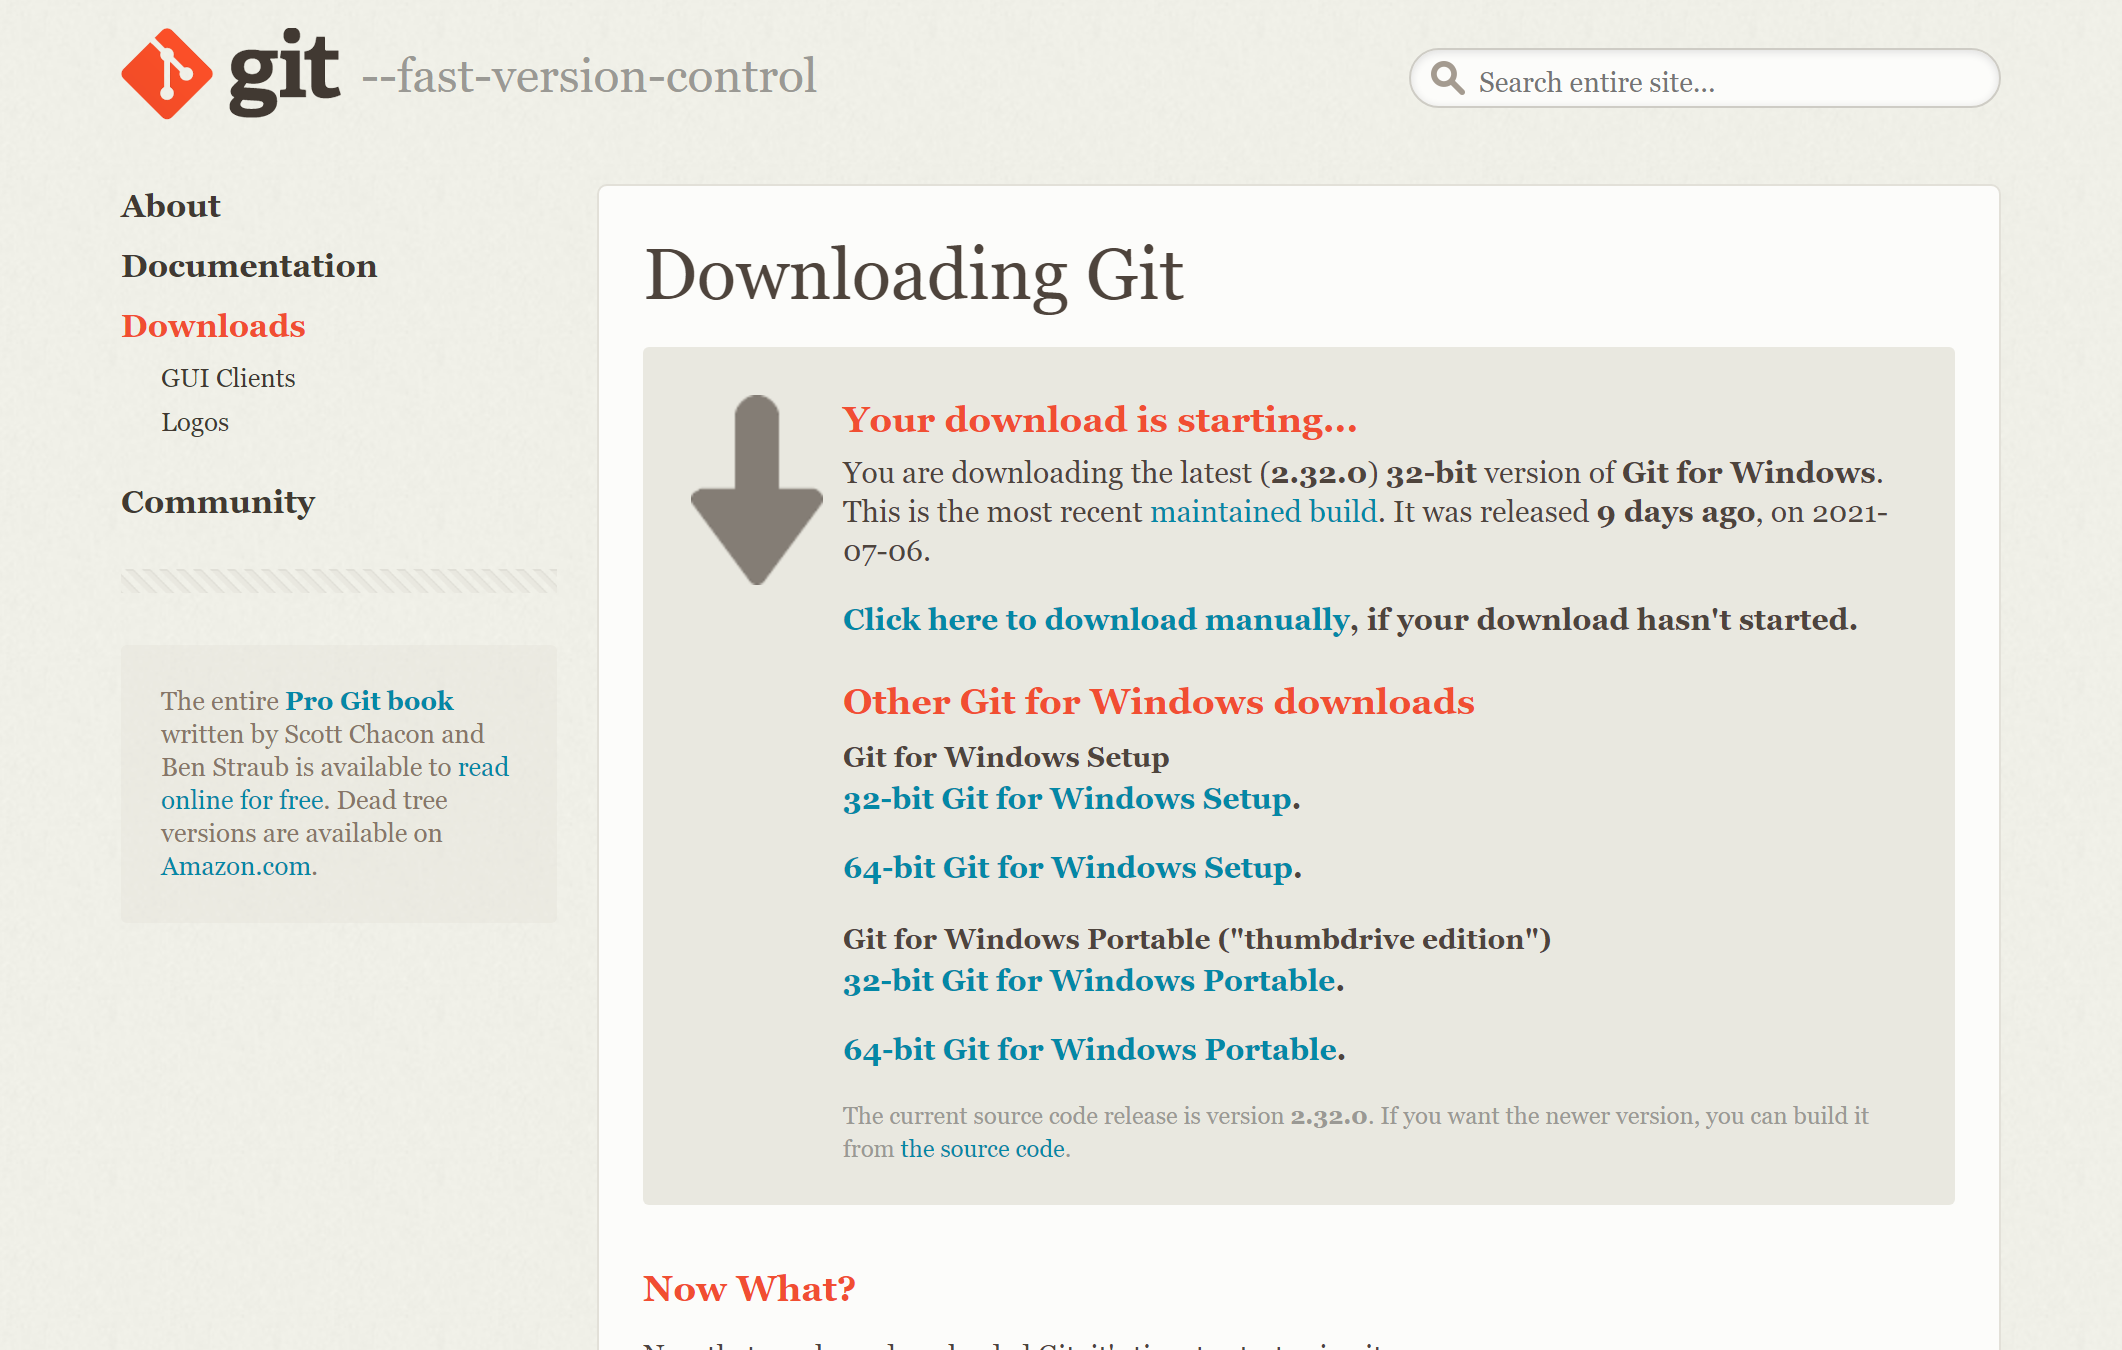 git --fast-version-control
Search entire site...
About
Documentation
Downloads
GUI Clients
Logos
Community
The entire Pro Git book
written by Scott Chacon and
Ben Straub is available to read
online for free. Dead tree
versions are available on
Amazon.com.
Downloading Git
Your download is starting...
You are downloading the latest (2.32.0) 32-bit version of Git for Windows.
This is the most recent maintained build. It was released 9 days ago, on 2021-
07-06.
Click here to download manually, if your download hasn't started.
Other Git for Windows downloads
Git for Windows Setup
32-bit Git for Windows Setup.
64-bit Git for Windows Setup.
Git for Windows Portable ("thumbdrive edition")
32-bit Git for Windows Portable.
64-bit Git for Windows Portable.
The current source code release is version 2.32.0. If you want the newer version, you can build it
from the source code.
Now What?